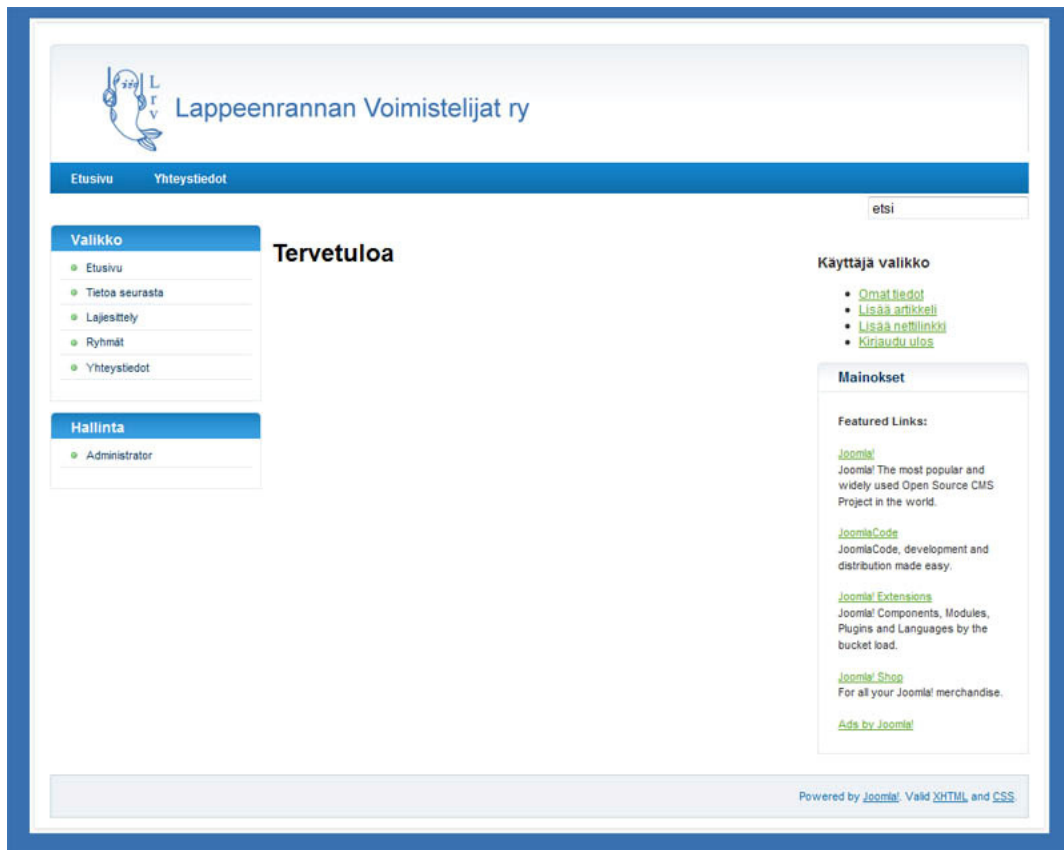 L
r
v
Lappeenrannan Voimistelijat ry
Etusivu Yhteystiedot
etsi
Valikko
Etusivu
Tietoa seurasta
Lajiesittely
Ryhmät
Yhteystiedot
Hallinta
Administrator
Tervetuloa
Käyttäjä valikko
Omat tiedot
Lisää artikkeli
Lisää nettilinkki
Kirjaudu ulos
Mainokset
Featured Links:
Joomla!
Joomla! The most popular and
widely used Open Source CMS
Project in the world.
JoomlaCode
JoomlaCode, development and
distribution made easy.
Joomla! Extensions
Joomla! Components, Modules,
Plugins and Languages by the
bucket load.
Joomla! Shop
For all your Joomla! merchandise.
Ads by Joomla!
Powered by Joomla!. Valid XHTML and CSS.